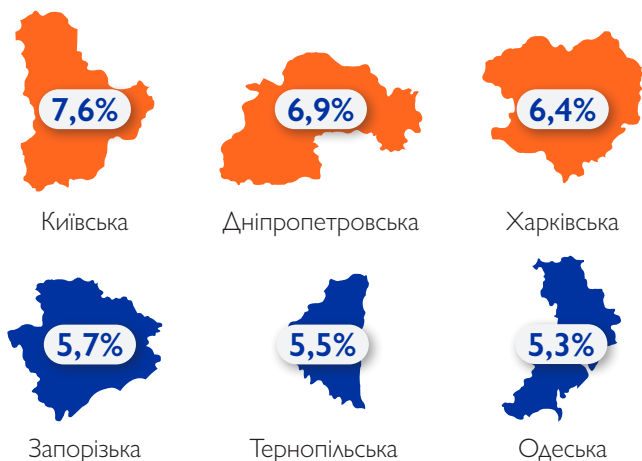 7,6% 6,9% 6,4%
Київська Дніпропетровська Харківська
5,7% 5,5% 5,3%
Запорізька Тернопільська Одеська